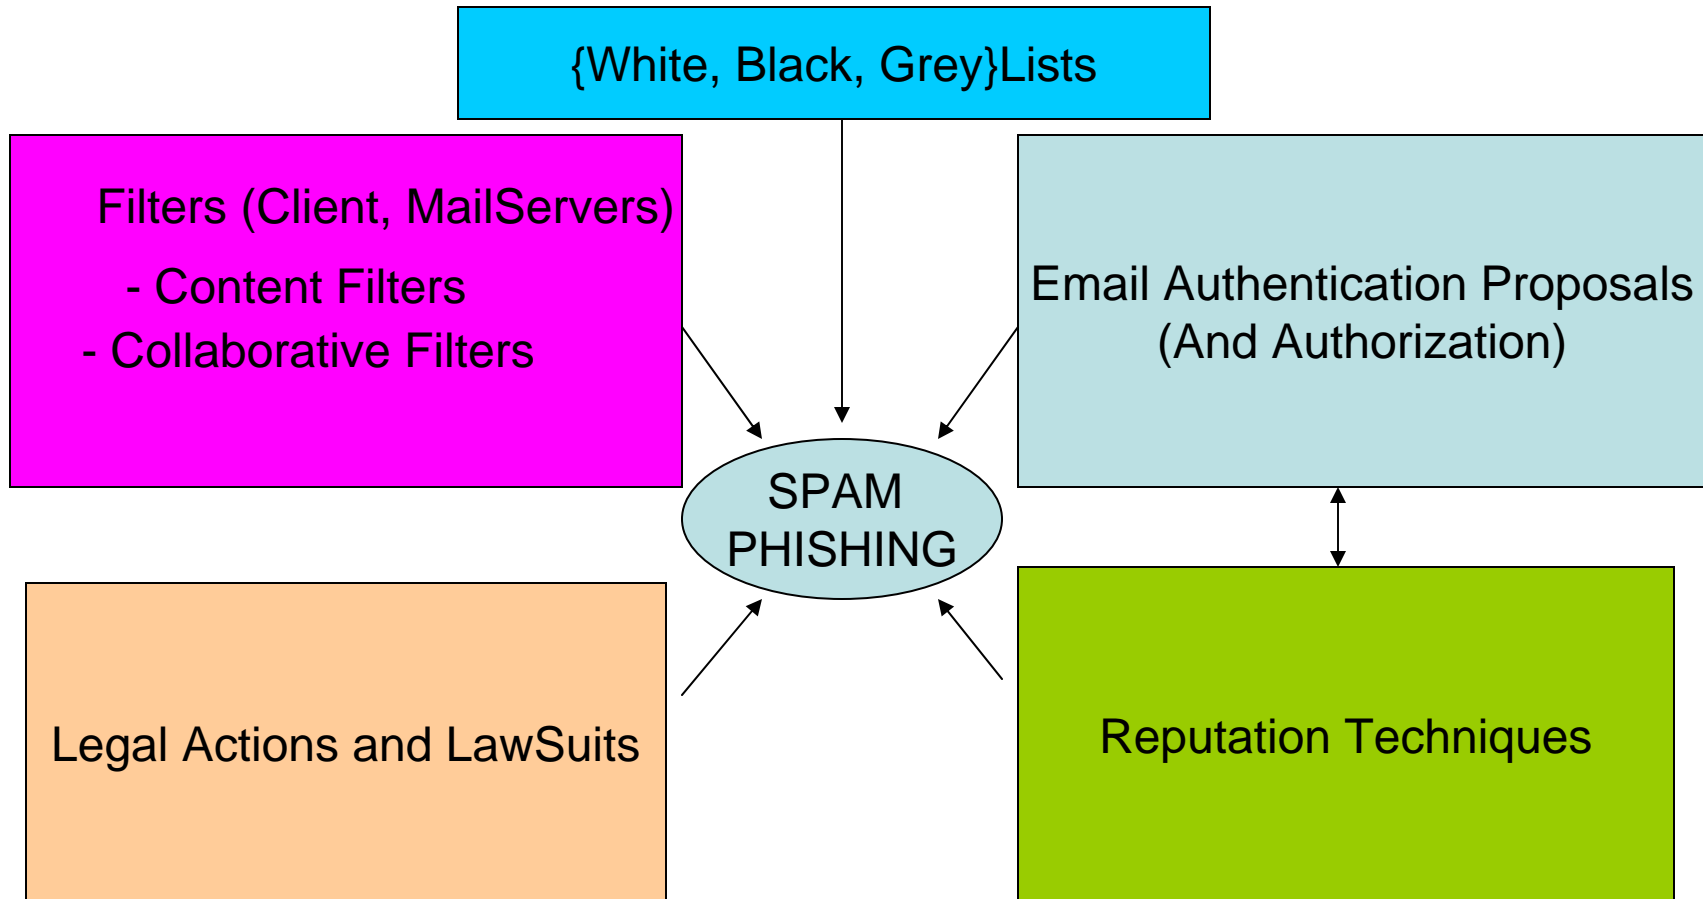 {White, Black, Grey}Lists
Filters (Client, MailServers)
- Content Filters
- Collaborative Filters
Email Authentication Proposals
(And Authorization)
SPAM
PHISHING
Legal Actions and LawSuits
Reputation Techniques